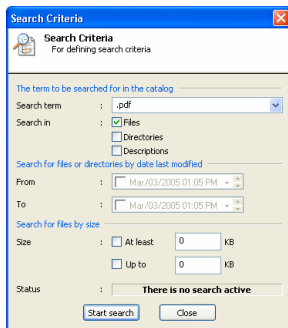 Search Criteria
Search Criteria
For defining search criteria
The term to be searched for in the catalog
Search term : .pdf
Search in : Files
Directories
Descriptions
Search for files or directories by date last modified
From : Mar/03/2005 01:05 PM
To : Mar/03/2005 01:05 PM
Search for files by size
Size : At least 0 KB
Up to 0 KB
Status : There is no search active
Start search Close